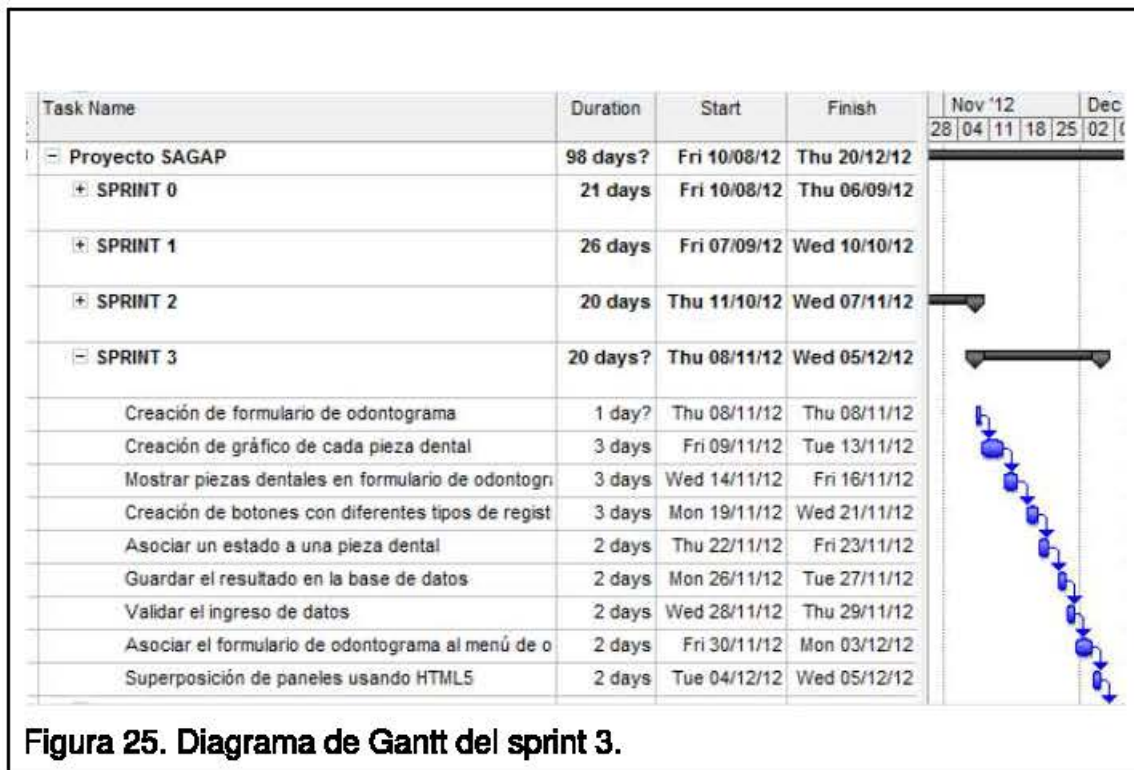 Task Name Duration Start Finish Nov '12 Dec
28 04 11 18 25 02
Proyecto SAGAP 98 days? Fri 10/08/12 Thu 20/12/12
SPRINT 0 21 days Fri 10/08/12 Thu 06/09/12
SPRINT 1 26 days Fri 07/09/12 Wed 10/10/12
SPRINT 2 20 days Thu 11/10/12 Wed 07/11/12
SPRINT 3 20 days? Thu 08/11/12 Wed 05/12/12
Creación de formulario de odontograma 1 day? Thu 08/11/12 Thu 08/11/12
Creación de gráfico de cada pieza dental 3 days Fri 09/11/12 Tue 13/11/12
Mostrar piezas dentales en formulario de odontogr 3 days Wed 14/11/12 Fri 16/11/12
Creación de botones con diferentes tipos de regist 3 days Mon 19/11/12 Wed 21/11/12
Asociar un estado a una pieza dental 2 days Thu 22/11/12 Fri 23/11/12
Guardar el resultado en la base de datos 2 days Mon 26/11/12 Tue 27/11/12
Validar el ingreso de datos 2 days Wed 28/11/12 Thu 29/11/12
Asociar el formulario de odontograma al menú de o 2 days Fri 30/11/12 Mon 03/12/12
Superposición de paneles usando HTML5 2 days Tue 04/12/12 Wed 05/12/12
Figura 25. Diagrama de Gantt del sprint 3.